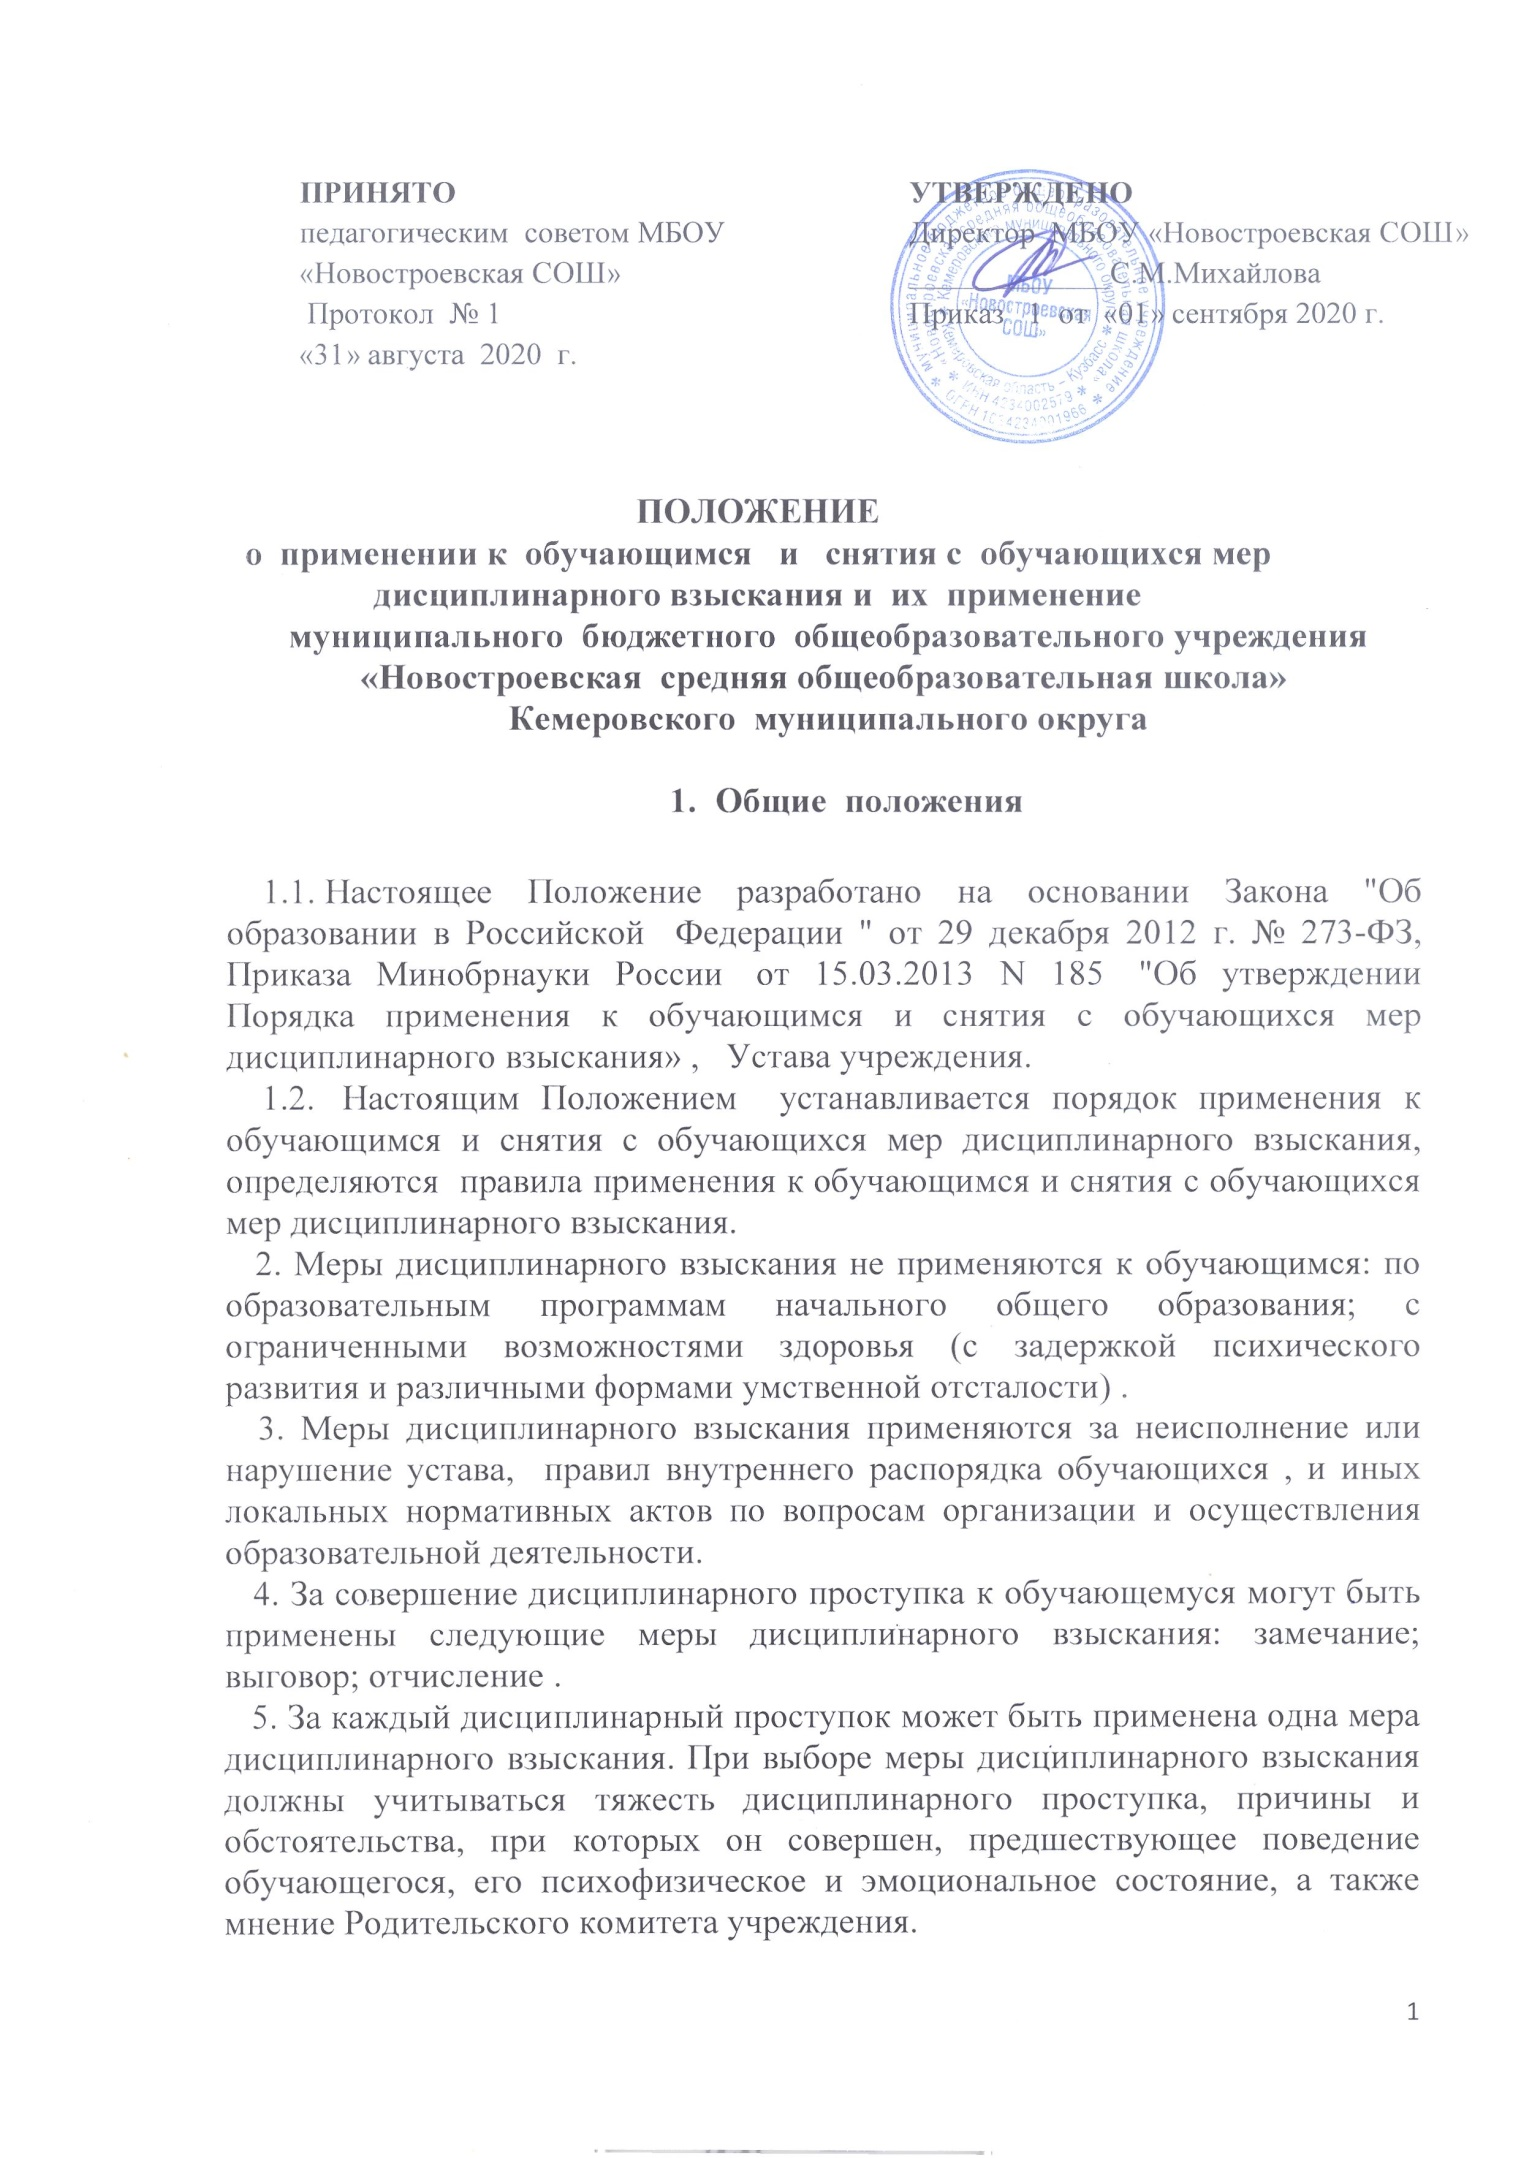 ПРИНЯТО
педагогическим советом МБОУ
«Новостроевская СОШ»
Протокол № 1
«31» августа 2020 г.
УТВЕРЖДЕНО
Директор МБОУ «Новостроевская СОШ»
___________С.М.Михайлова
Приказ 1 от «01» сентября 2020 г.
МБОУ
«Новостроевская
СОШ»
ПОЛОЖЕНИЕ
о применении к обучающимся и снятия с обучающихся мер
дисциплинарного взыскания и их применение
муниципального бюджетного общеобразовательного учреждения
«Новостроевская средняя общеобразовательная школа»
Кемеровского муниципального округа
1. Общие положения
1.1. Настоящее Положение разработано на основании Закона "Об
образовании в Российской Федерации " от 29 декабря 2012 г. № 273-ФЗ,
Приказа Минобрнауки России от 15.03.2013 N 185 "Об утверждении
Порядка применения к обучающимся и снятия с обучающихся мер
дисциплинарного взыскания» , Устава учреждения.
1.2. Настоящим Положением устанавливается порядок применения к
обучающимся и снятия с обучающихся мер дисциплинарного взыскания,
определяются правила применения к обучающимся и снятия с обучающихся
мер дисциплинарного взыскания.
2. Меры дисциплинарного взыскания не применяются к обучающимся: по
образовательным программам начального общего образования; с
ограниченными возможностями здоровья (с задержкой психического
развития и различными формами умственной отсталости) .
3. Меры дисциплинарного взыскания применяются за неисполнение или
нарушение устава, правил внутреннего распорядка обучающихся , и иных
локальных нормативных актов по вопросам организации и осуществления
образовательной деятельности.
4. За совершение дисциплинарного проступка к обучающемуся могут быть
применены следующие меры дисциплинарного взыскания: замечание;
выговор; отчисление .
5. За каждый дисциплинарный проступок может быть применена одна мера
дисциплинарного взыскания. При выборе меры дисциплинарного взыскания
должны учитываться тяжесть дисциплинарного проступка, причины и
обстоятельства, при которых он совершен, предшествующее поведение
обучающегося, его психофизическое и эмоциональное состояние, а также
мнение Родительского комитета учреждения.
1